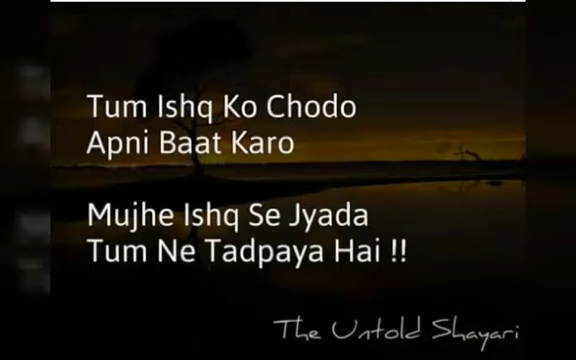 Tum Ishq Ko Chodo
Apni Baat Karo
Mujhe Ishq Se Jyada
Tum Ne Tadpaya Hai !!
The Untold Shayari